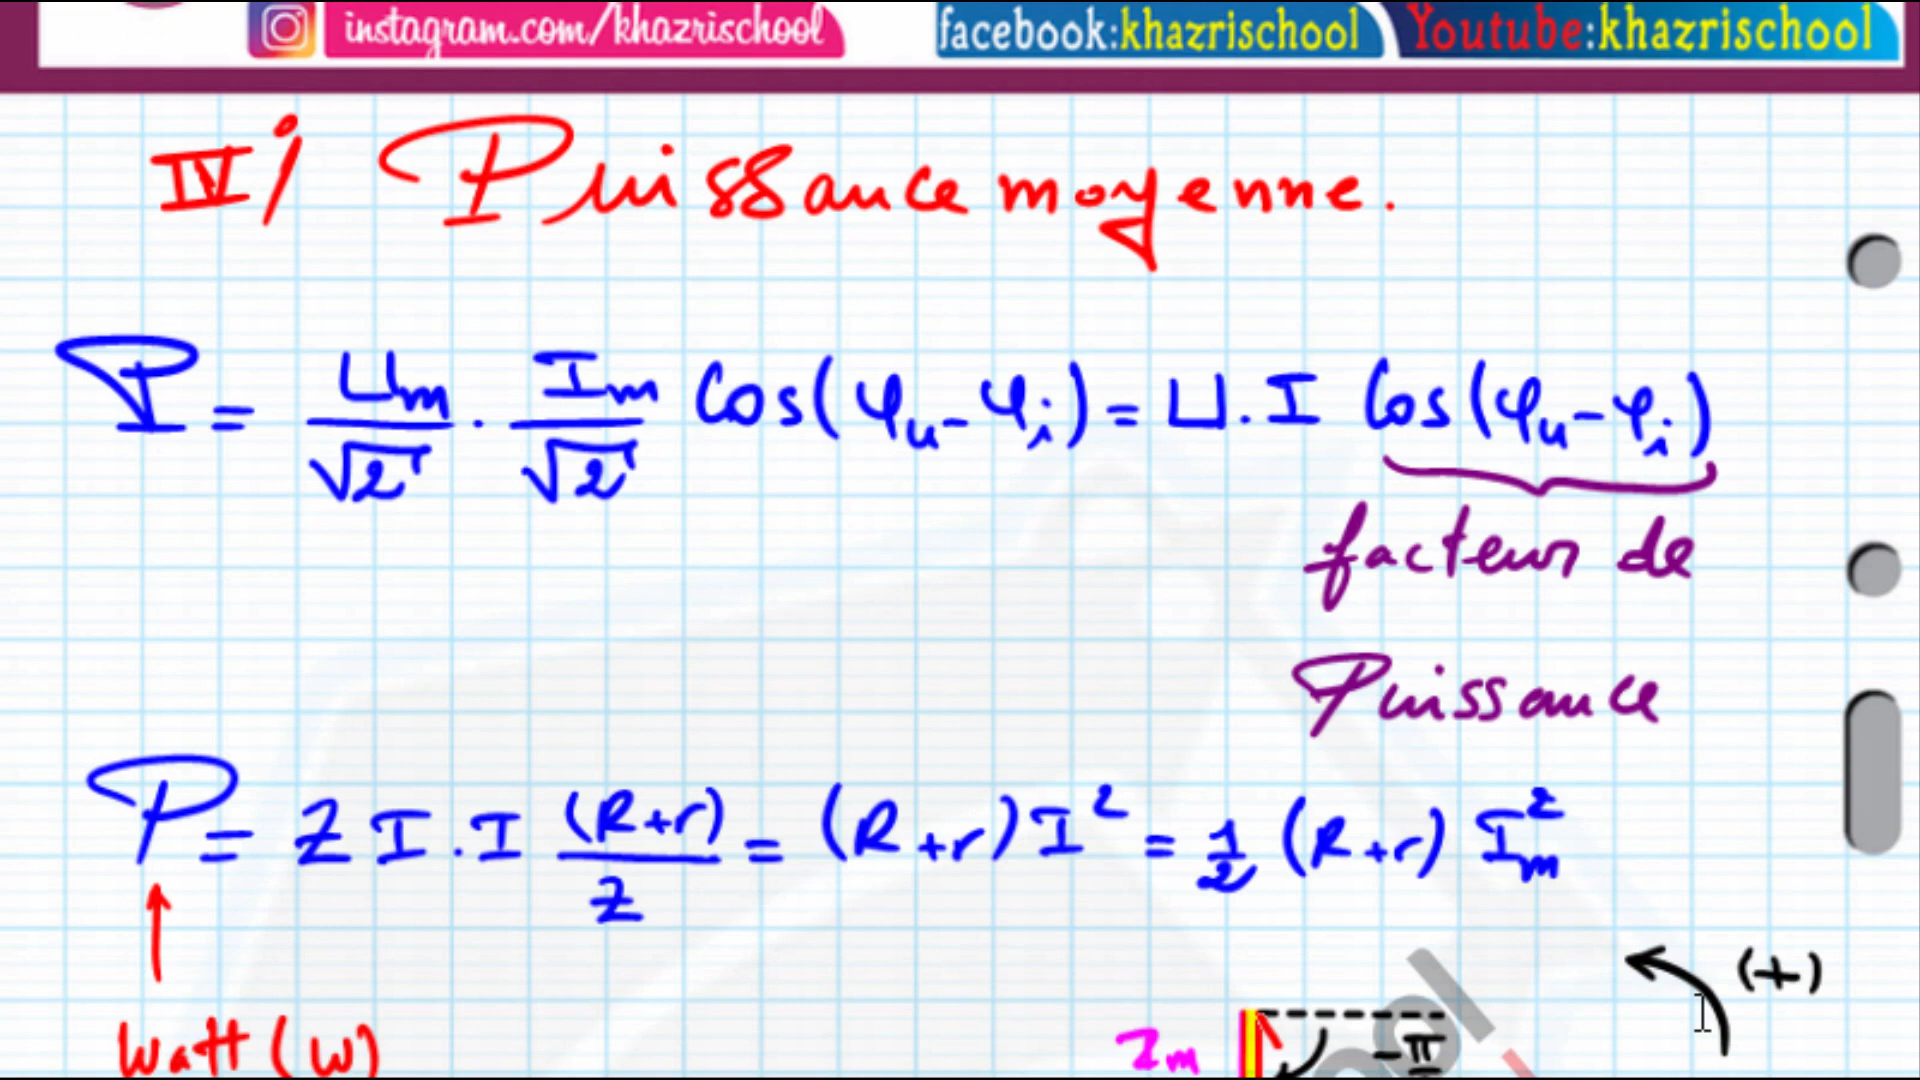 instagram.com/khazrischool facebook:khazrischool Youtube:khazrischool
IV/ Puissance moyenne.
P = Um/√2 · Im/√2 Cos(φu-φi) = U.I Cos(φu-φi)
facteur de
Puissance
P = Z I.I (R+r)/Z = (R+r) I² = 1/2 (R+r) Im²
(+)
Watt (W)
-π